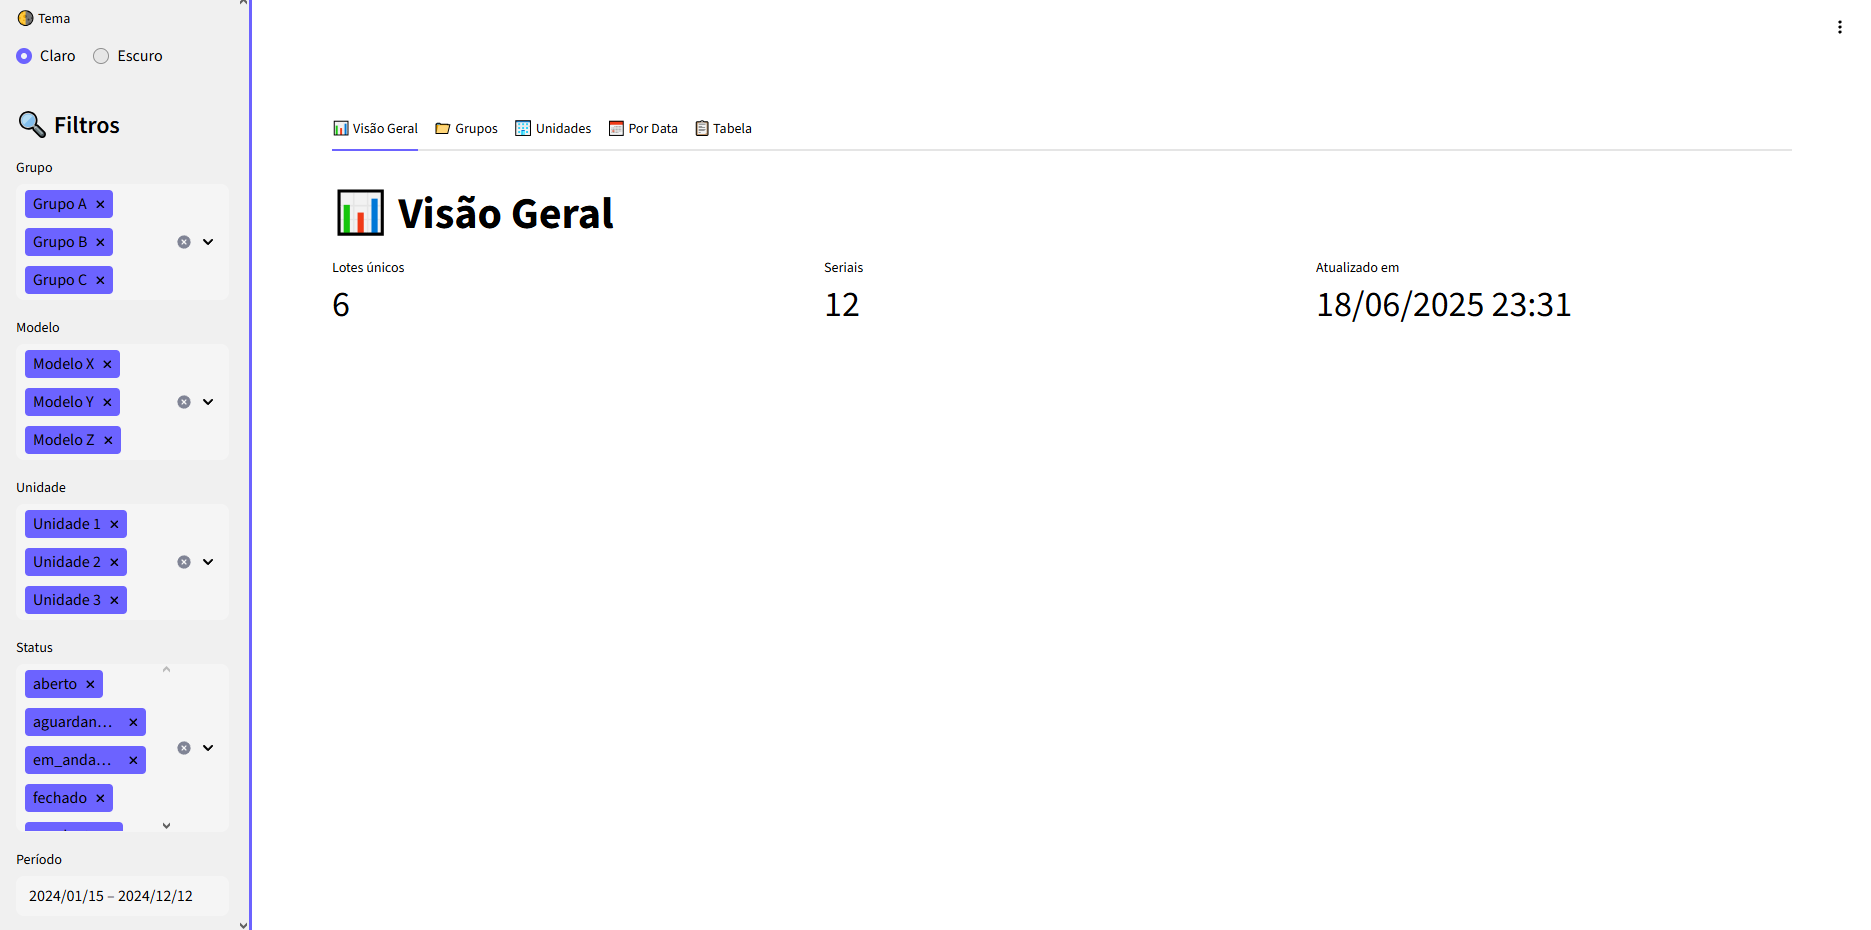 Tema
Claro
Escuro
Filtros
Grupo
Grupo A
Grupo B
Grupo C
Modelo
Modelo X
Modelo Y
Modelo Z
Unidade
Unidade 1
Unidade 2
Unidade 3
Status
aberto
aguardan...
em_anda...
fechado
Período
2024/01/15 – 2024/12/12
Visão Geral Grupos Unidades Por Data Tabela
Visão Geral
Lotes únicos
6
Seriais
12
Atualizado em
18/06/2025 23:31